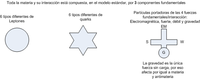 Toda la materia y su interacción está compuesta, en el modelo estándar, por 3 componentes fundamentales
6 tipos diferentes de
Leptones
6 tipos diferentes de
quarks
Partículas portadoras de las 4 fuerzas
fundamentales/interacción
Electromagnética, fuerte, débil y gravedad
EM
S
W
La gravedad es la única
fuerza sin carga, por eso
afecta por igual a materia
y antimateria